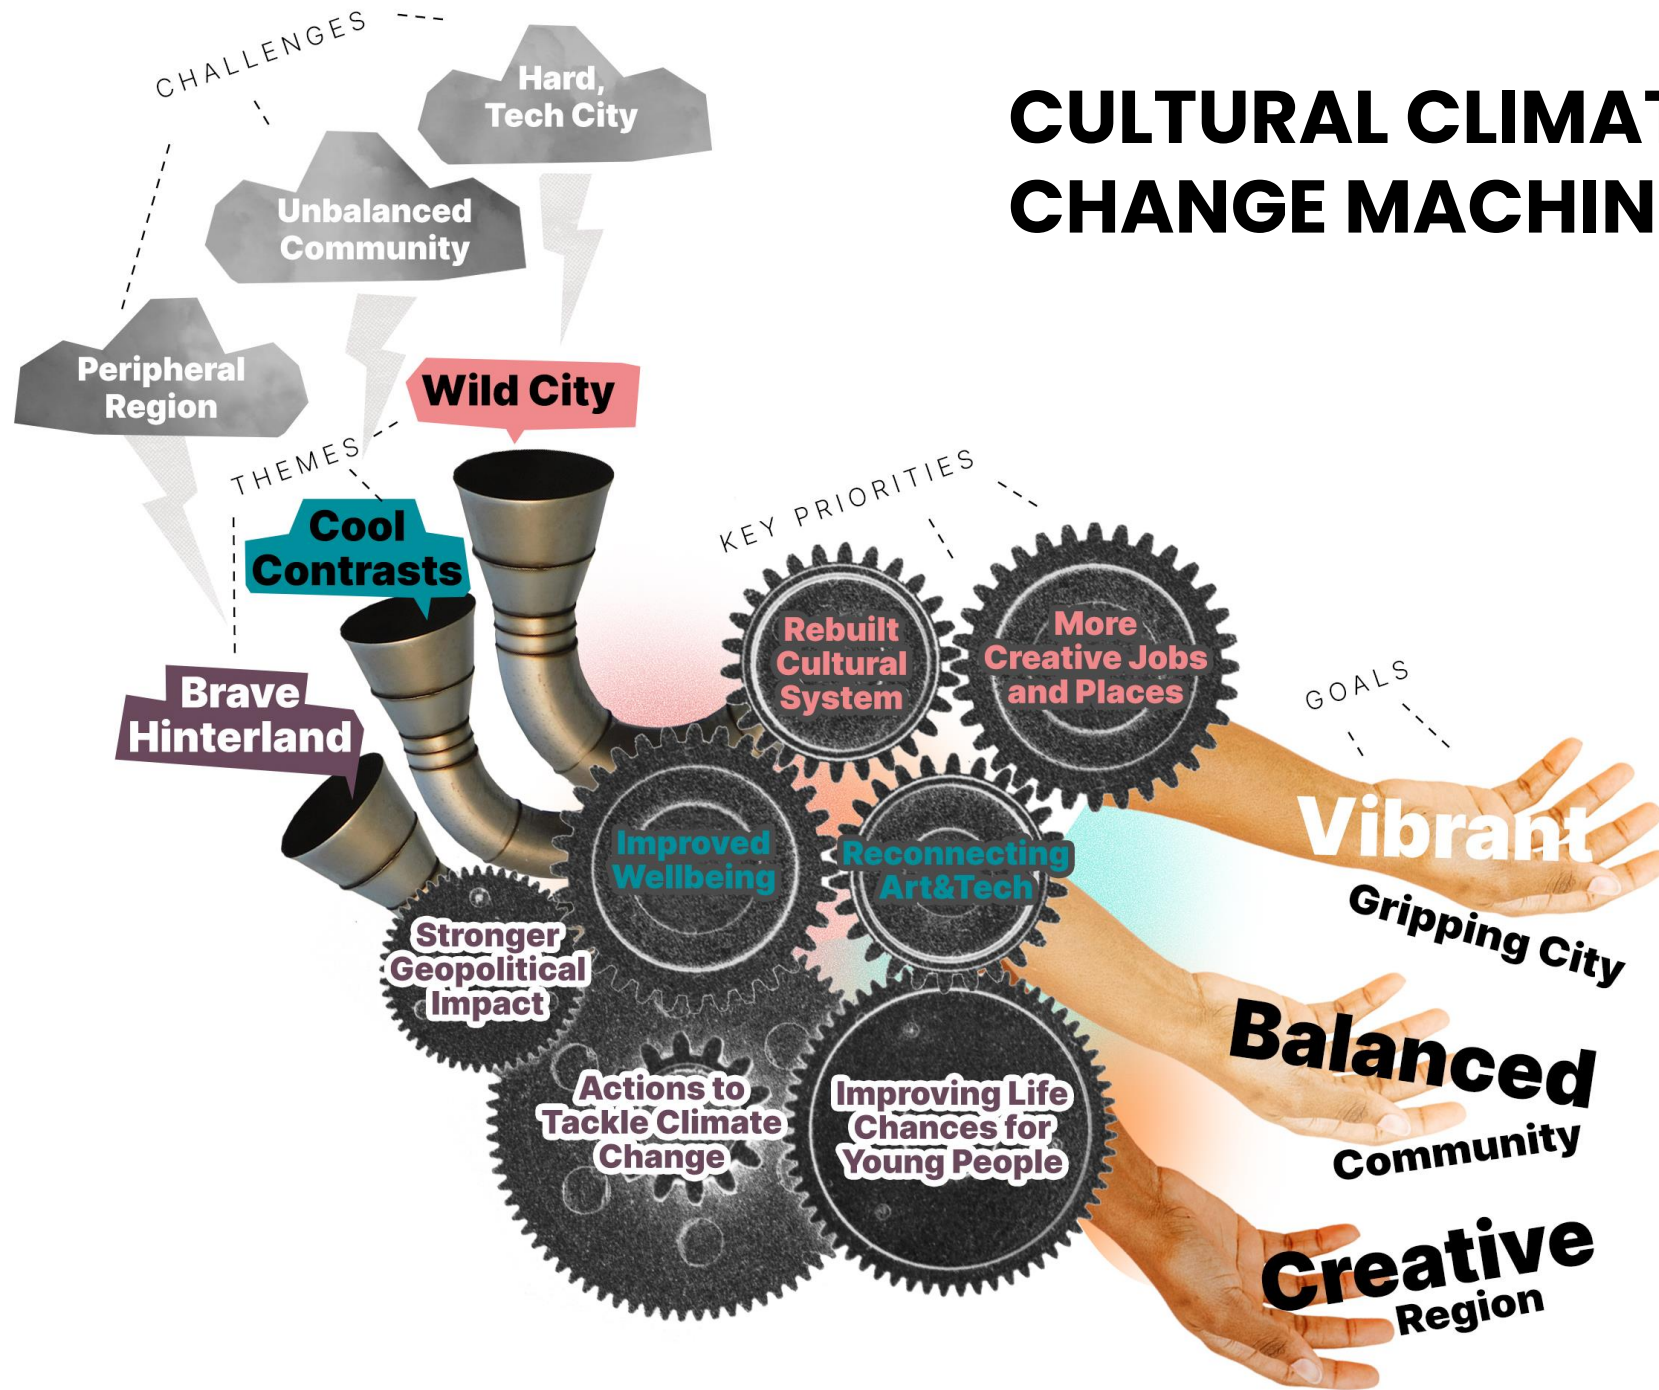 CULTURAL CLIMAT
CHANGE MACHIN
CHALLENGES
Hard,
Tech City
Unbalanced
Community
Peripheral
Region
THEMES
Wild City
Cool
Contrasts
Brave
Hinterland
KEY PRIORITIES
Rebuilt
Cultural
System
More
Creative Jobs
and Places
Improved
Wellbeing
Reconnecting
Art&Tech
Stronger
Geopolitical
Impact
Actions to
Tackle Climate
Change
Improving Life
Chances for
Young People
GOALS
Vibrant
Gripping City
Balanced
Community
Creative
Region